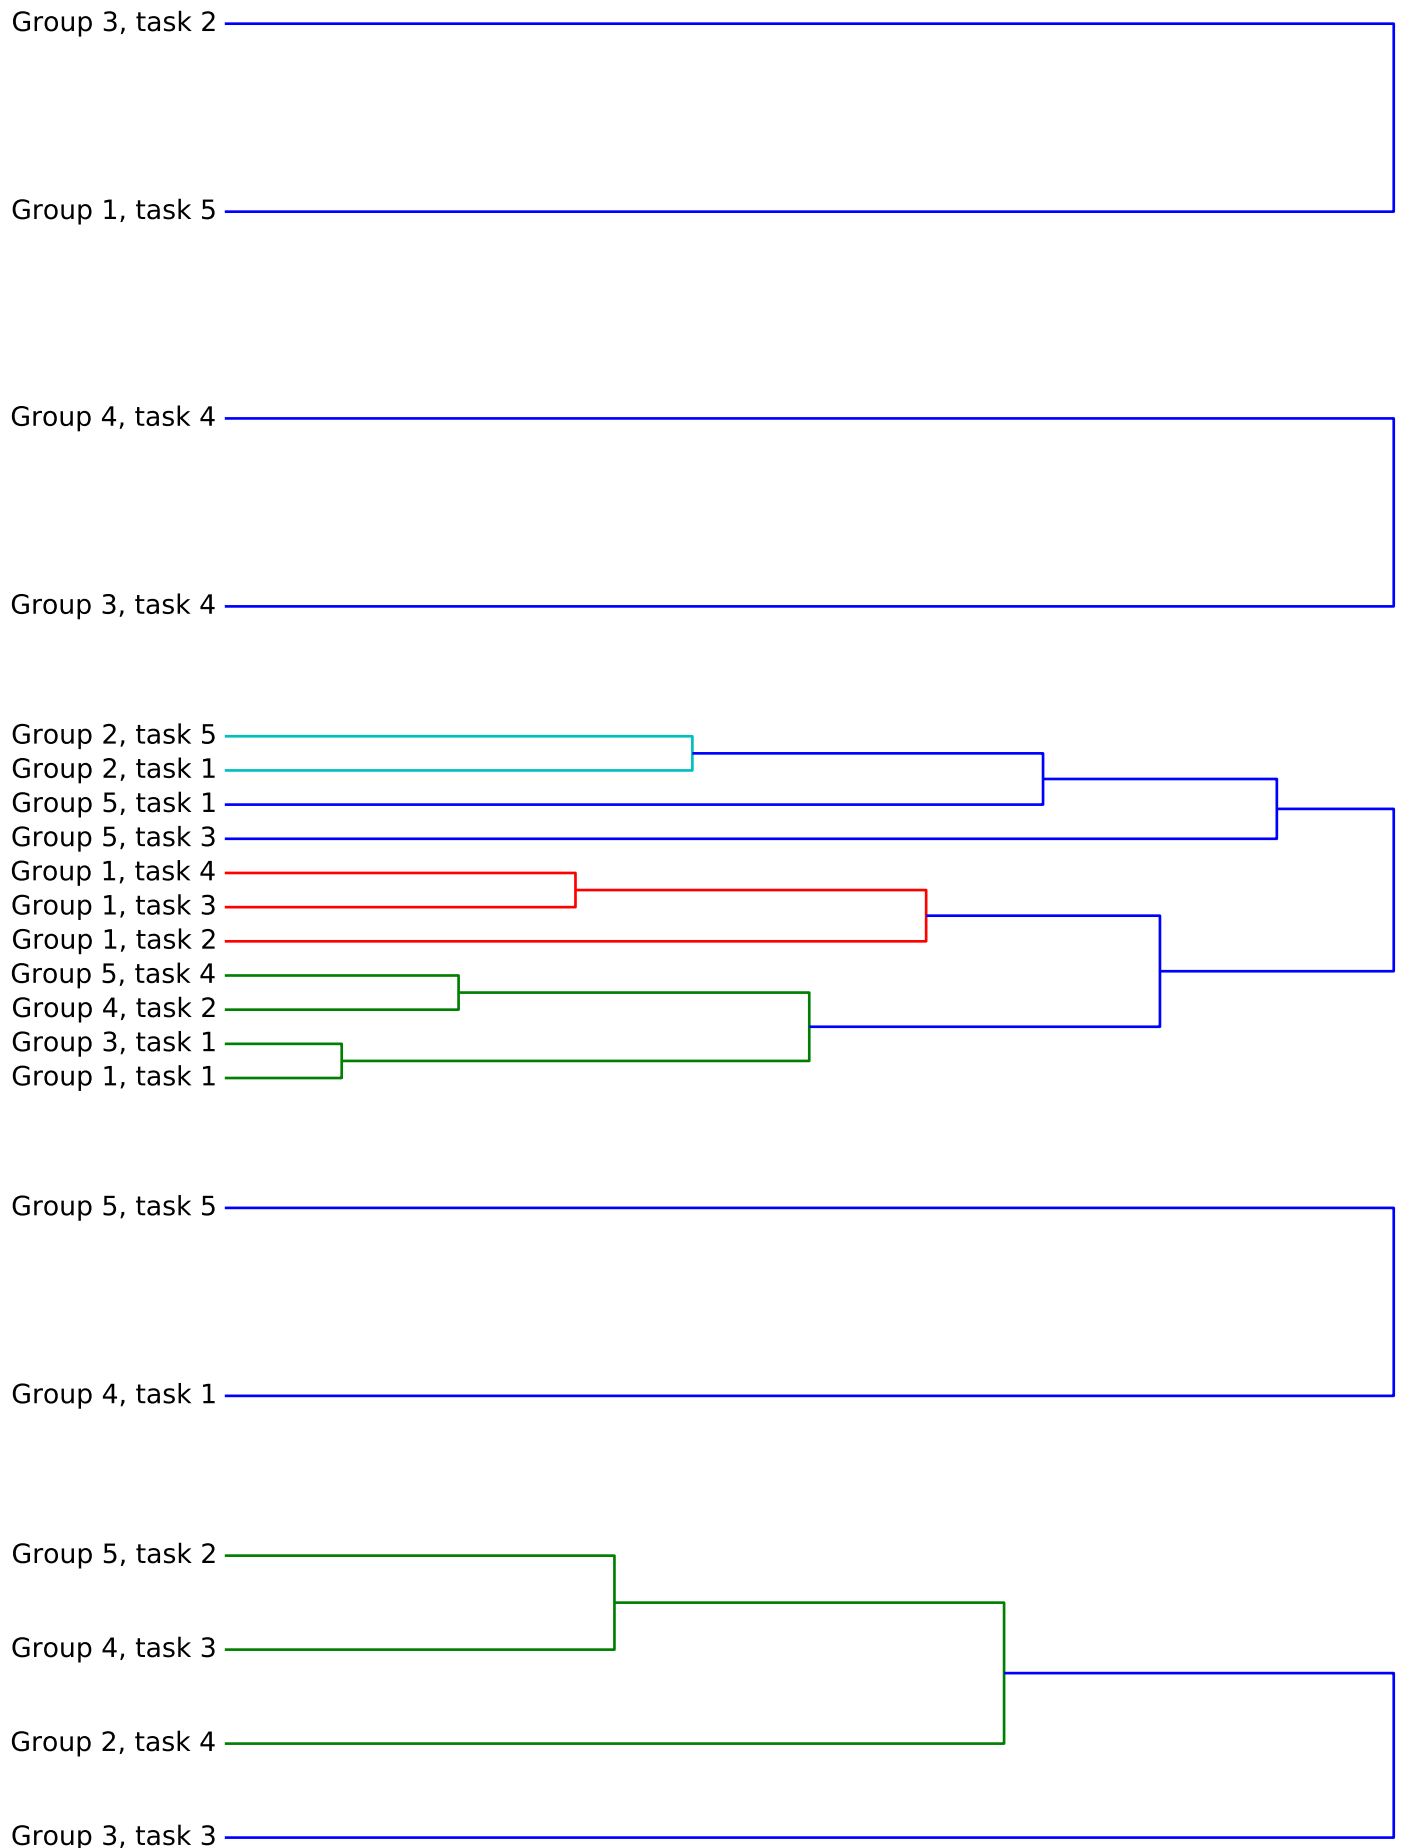 Group 3, task 2
Group 1, task 5
Group 4, task 4
Group 3, task 4
Group 2, task 5
Group 2, task 1
Group 5, task 1
Group 5, task 3
Group 1, task 4
Group 1, task 3
Group 1, task 2
Group 5, task 4
Group 4, task 2
Group 3, task 1
Group 1, task 1
Group 5, task 5
Group 4, task 1
Group 5, task 2
Group 4, task 3
Group 2, task 4
Group 3, task 3